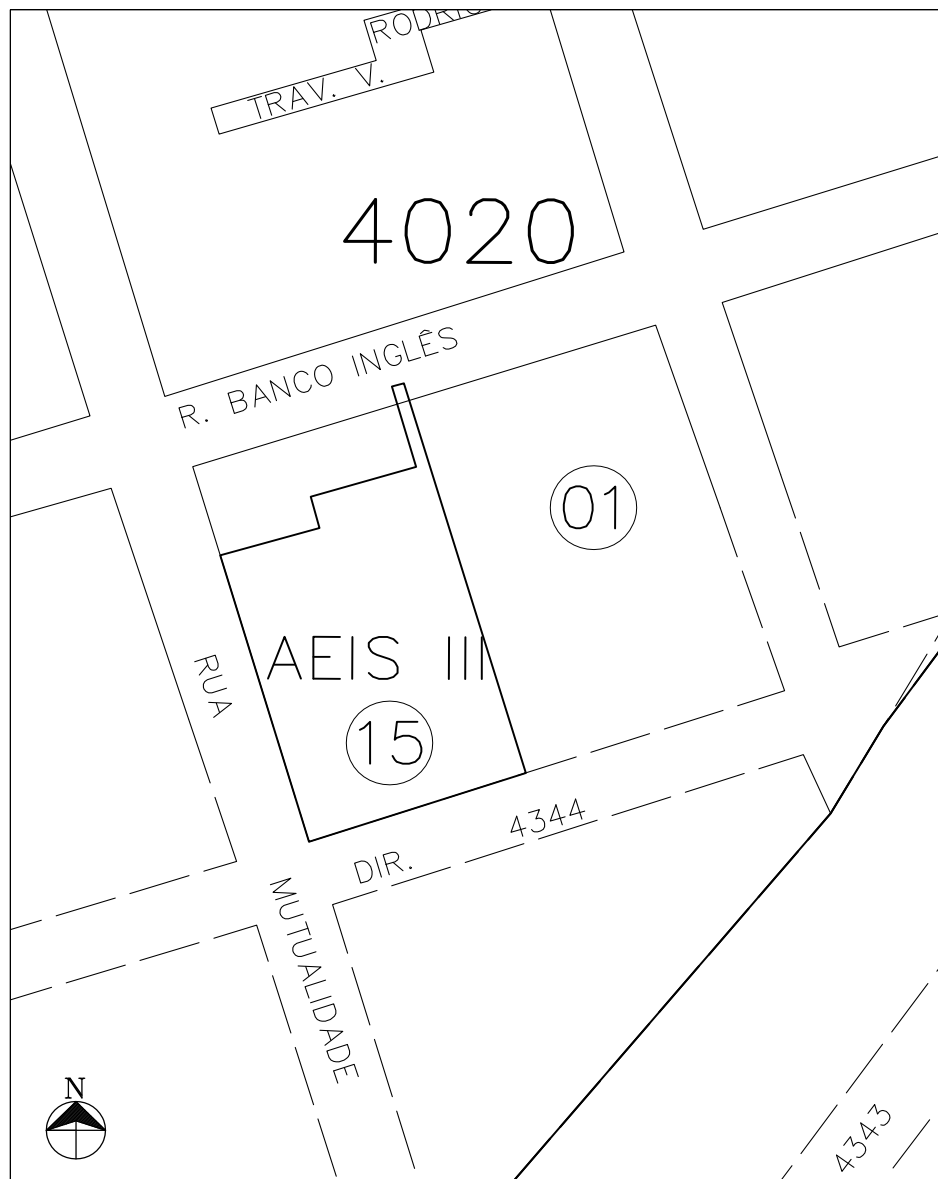 TRAV. V.
4020
R. BANCO INGLÊS
01
RUA
AEIS III
15
4344
DIR.
MUTUALIDADE
4343
N